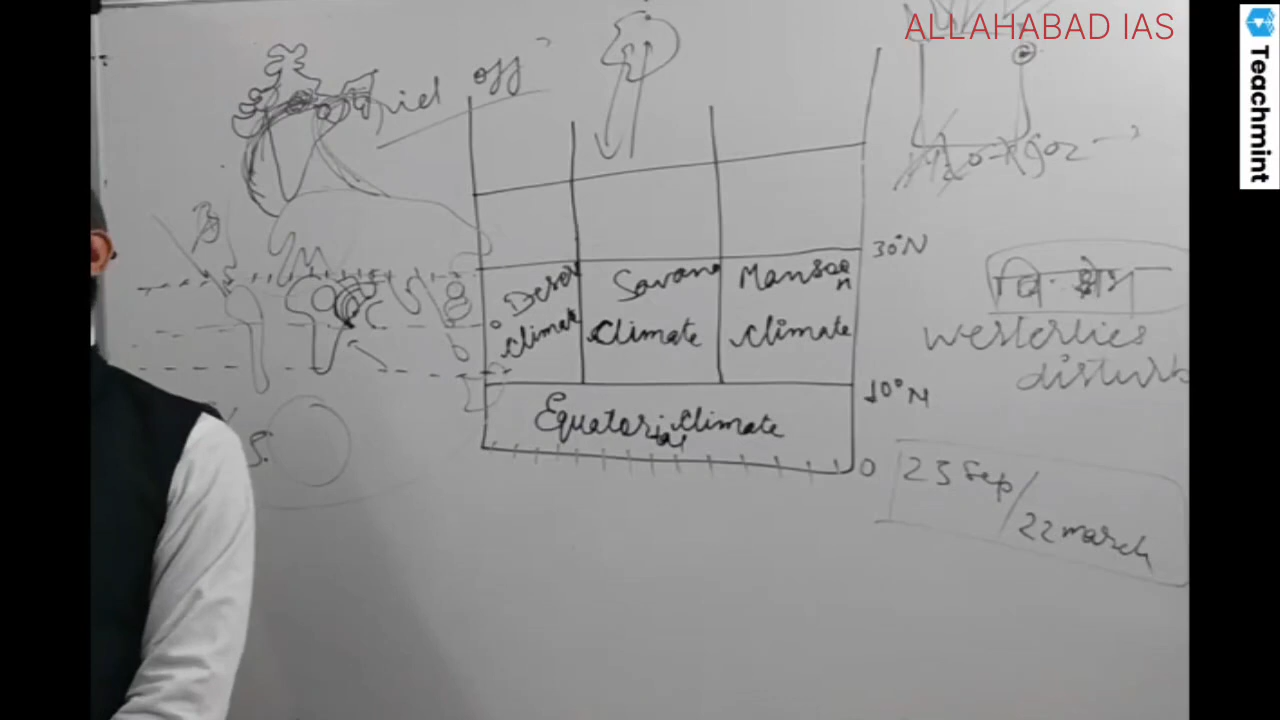 ALLAHABAD IAS
Teachmint
off
30°N
Desert climate
Savana climate
Mansoon climate
westerlies
disturb
10°N
Equatorial climate
0
23 Sep/
22 march